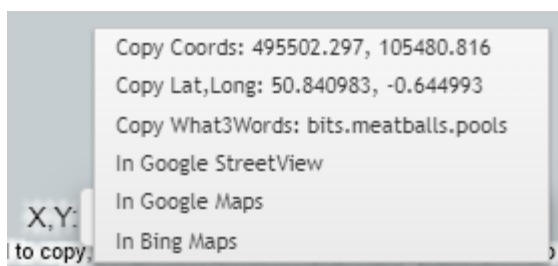 Copy Coords: 495502.297, 105480.816
Copy Lat,Long: 50.840983, -0.644993
Copy What3Words: bits.meatballs.pools
In Google StreetView
In Google Maps
X,Y:
In Bing Maps
to copy,